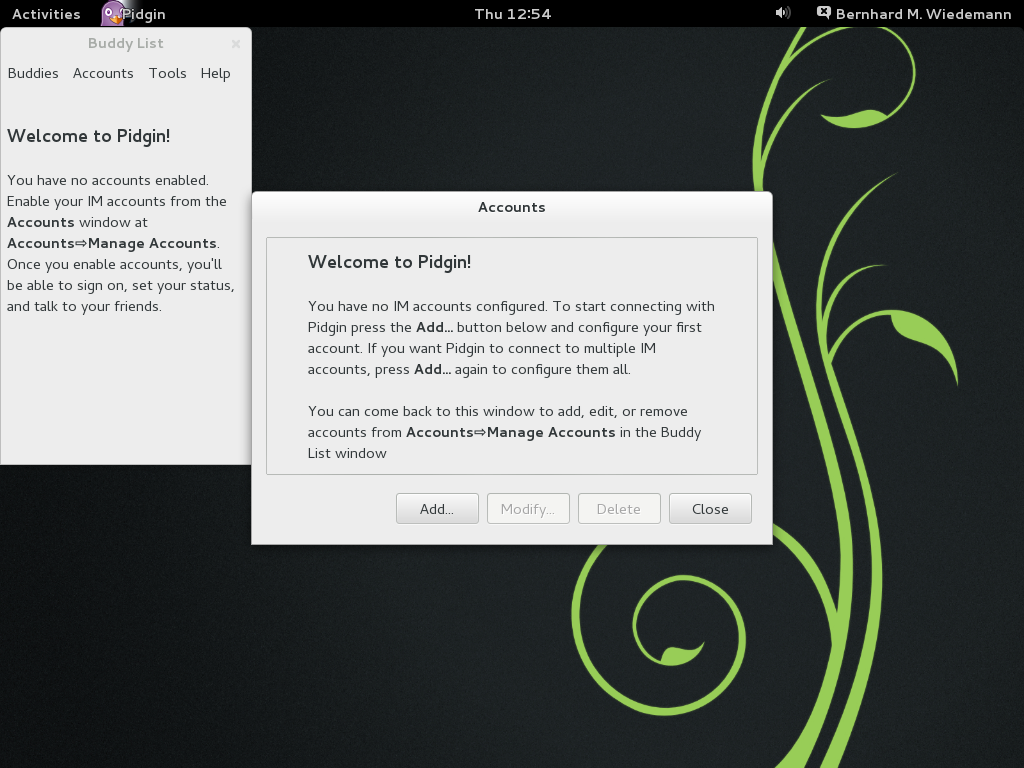 Activities Pidgin Thu 12:54 Bernhard M. Wiedemann
Buddy List
Buddies Accounts Tools Help
Welcome to Pidgin!
You have no accounts enabled.
Enable your IM accounts from the
Accounts window at
Accounts⇨Manage Accounts.
Once you enable accounts, you'll
be able to sign on, set your status,
and talk to your friends.
Accounts
Welcome to Pidgin!
You have no IM accounts configured. To start connecting with
Pidgin press the Add... button below and configure your first
account. If you want Pidgin to connect to multiple IM
accounts, press Add... again to configure them all.
You can come back to this window to add, edit, or remove
accounts from Accounts⇨Manage Accounts in the Buddy
List window
Add... Modify... Delete Close